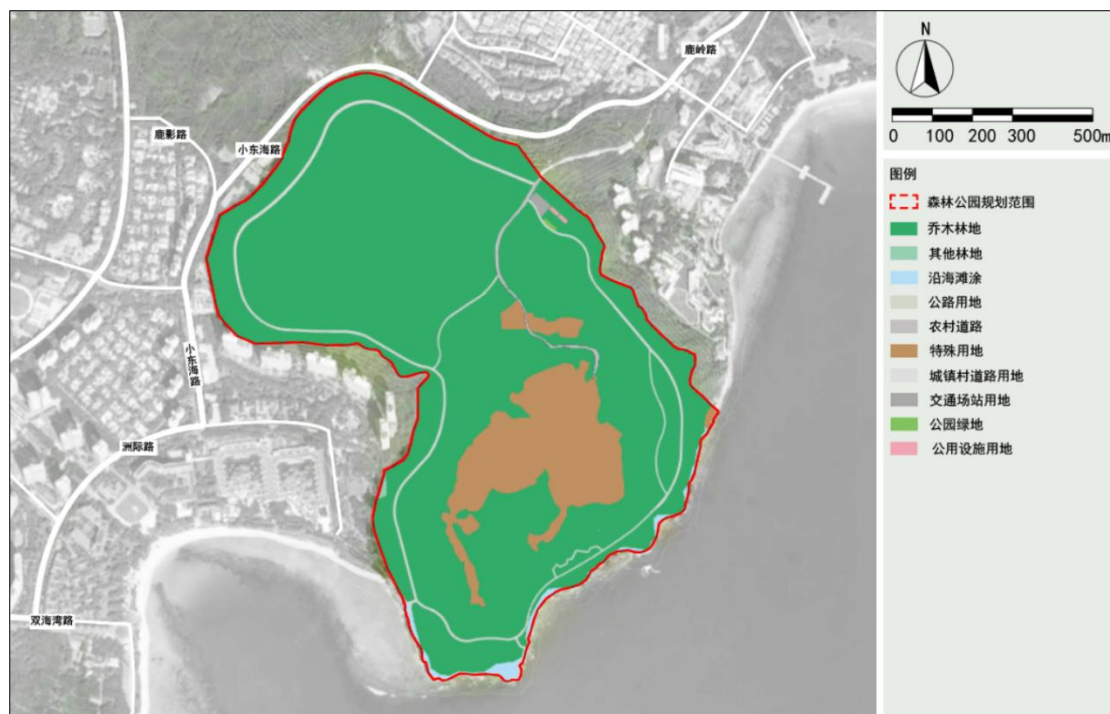 鹿岭路
鹿影路
小东海路
小东海路
洲际路
双海湾路
N
0 100 200 300 500m
图例
森林公园规划范围
乔木林地
其他林地
沿海滩涂
公路用地
农村道路
特殊用地
城镇村道路用地
交通场站用地
公园绿地
公用设施用地